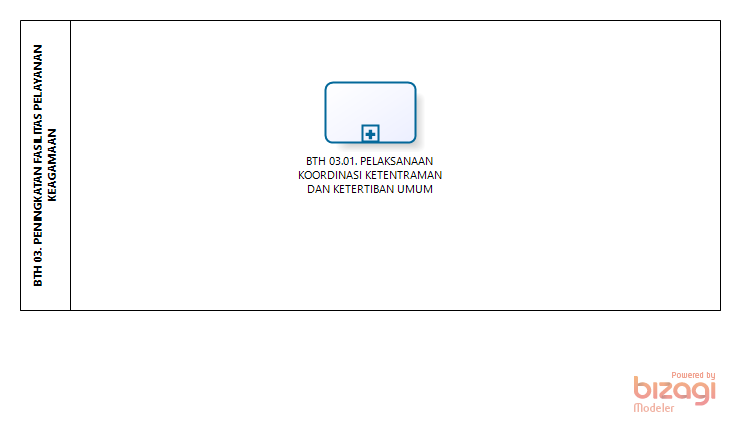 BTH 03. PENINGKATAN FASILITAS PELAYANAN
KEAGAMAAN
BTH 03.01. PELAKSANAAN
KOORDINASI KETENTRAMAN
DAN KETERTIBAN UMUM
Powered by
bizagi
Modeler